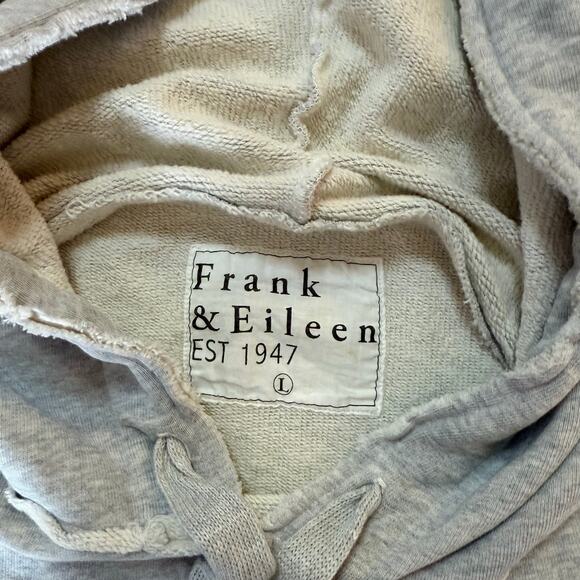 Frank
& Eileen
EST 1947
L